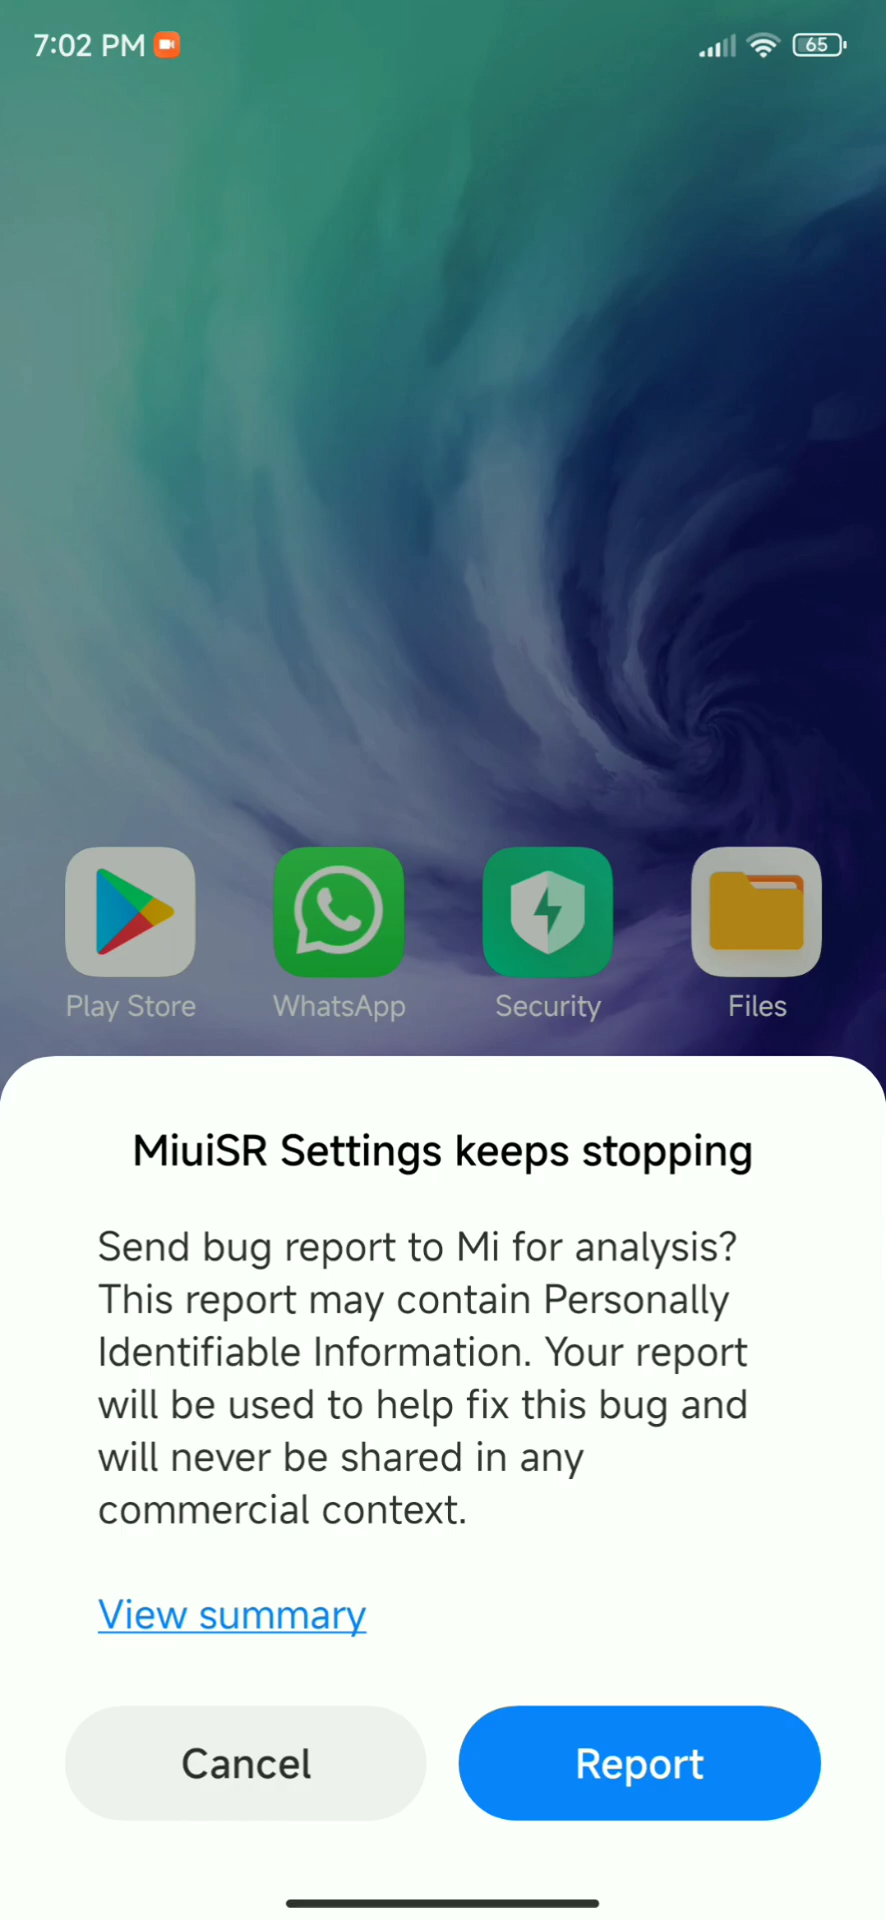 7:02 PM
65
Play Store
WhatsApp
Security
Files
MiuiSR Settings keeps stopping
Send bug report to Mi for analysis?
This report may contain Personally
Identifiable Information. Your report
will be used to help fix this bug and
will never be shared in any
commercial context.
View summary
Cancel
Report